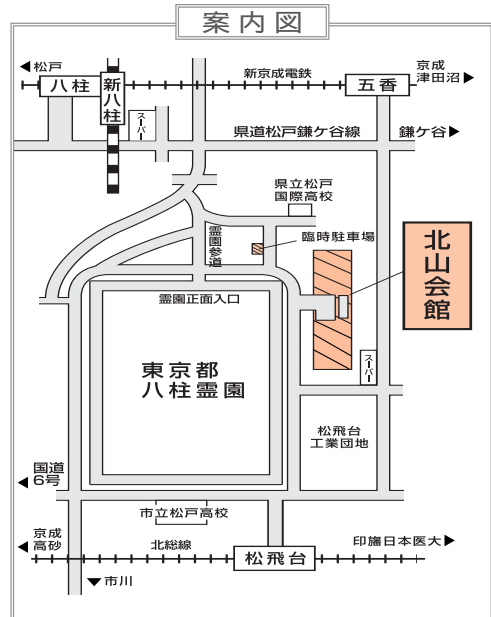 案内図
松戸
京成
津田沼
新京成電鉄
八柱
新八柱
五香
スーパー
県道松戸鎌ケ谷線
鎌ケ谷
県立松戸
国際高校
霊園参道
臨時駐車場
北山会館
霊園正面入口
東京都
八柱霊園
スーパー
松飛台
工業団地
国道
6号
市立松戸高校
京成
高砂
北総線
松飛台
印旛日本医大
市川